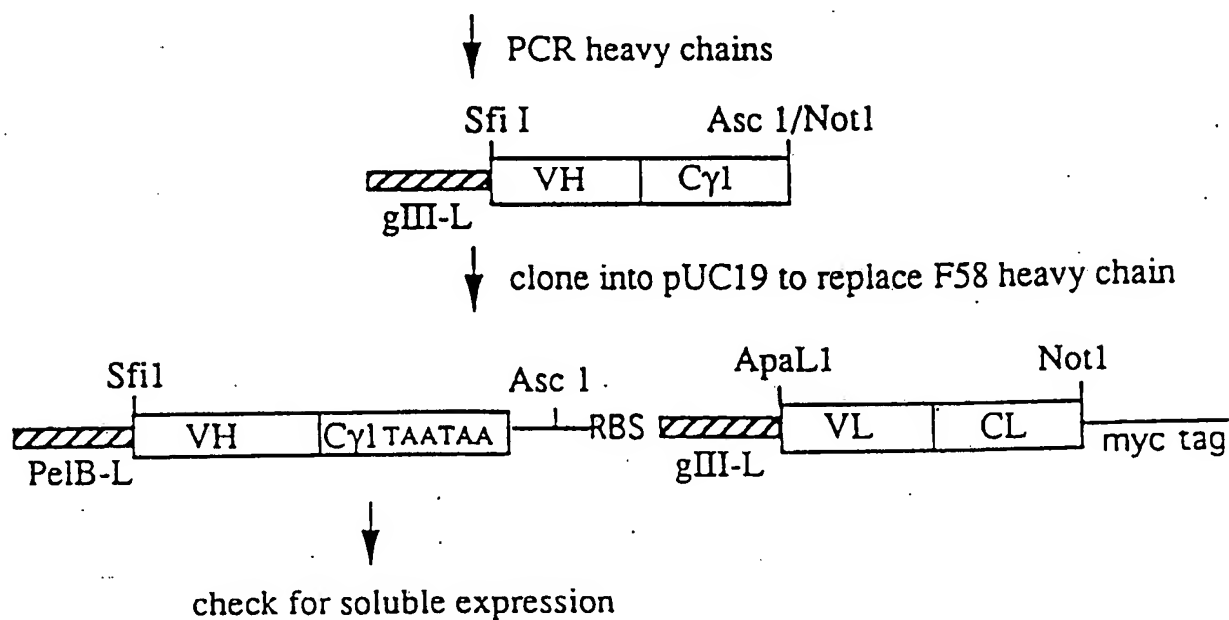 PCR heavy chains
Sfi I Asc 1/Not1
VH Cγ1
gIII-L
clone into pUC19 to replace F58 heavy chain
Sfi1 Asc 1 ApaL1 Not1
VH Cγ1 TAATAA RBS VL CL myc tag
PelB-L gIII-L
check for soluble expression